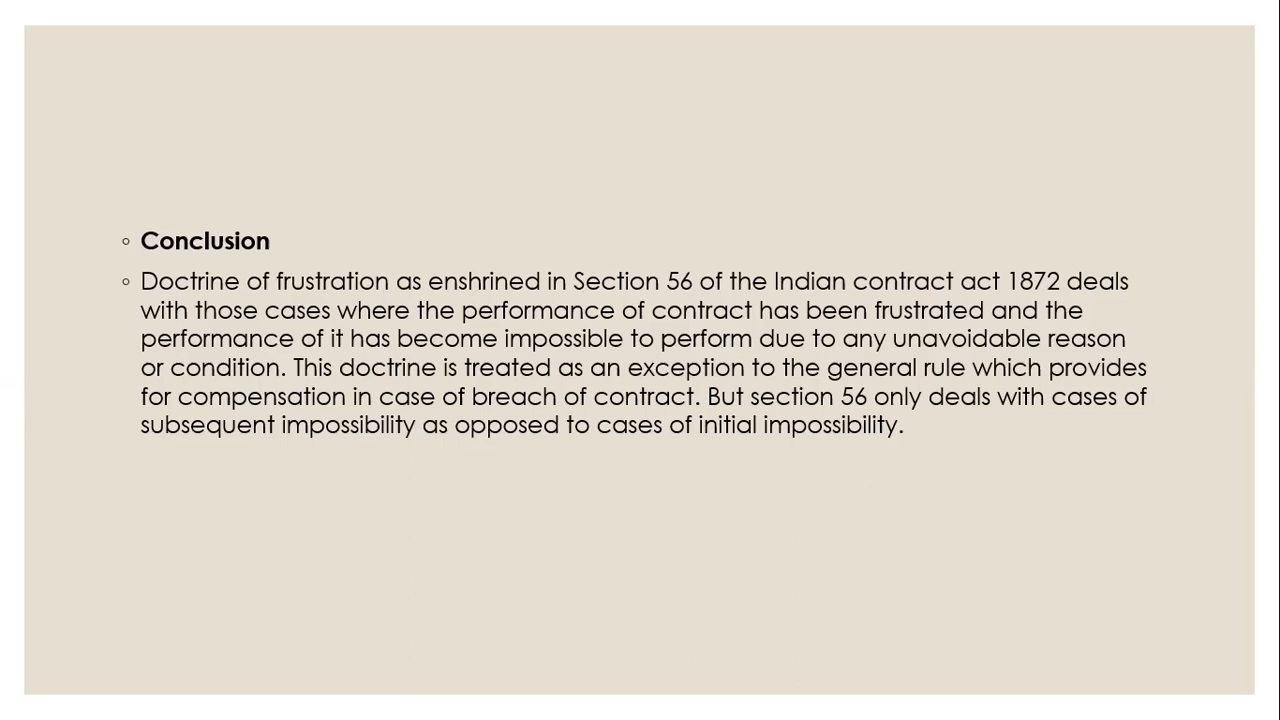 ◦ Conclusion
◦ Doctrine of frustration as enshrined in Section 56 of the Indian contract act 1872 deals
with those cases where the performance of contract has been frustrated and the
performance of it has become impossible to perform due to any unavoidable reason
or condition. This doctrine is treated as an exception to the general rule which provides
for compensation in case of breach of contract. But section 56 only deals with cases of
subsequent impossibility as opposed to cases of initial impossibility.